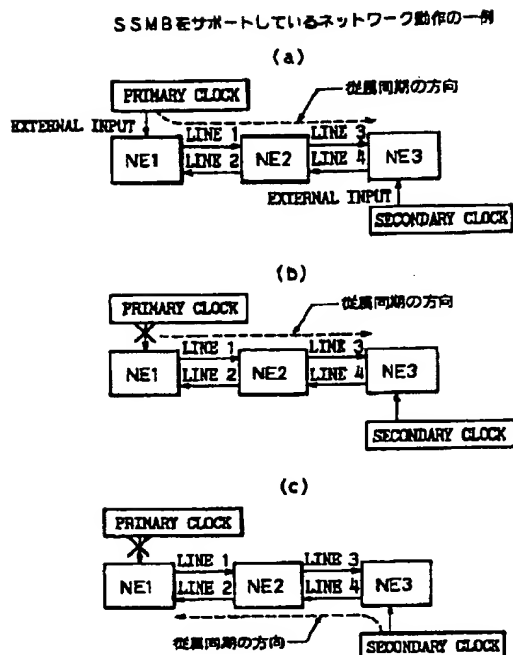 SSMBをサポートしているネットワーク動作の一例
(a)
PRIMARY CLOCK
従属同期の方向
EXTERNAL INPUT
LINE 1
LINE 3
LINE 2
LINE 4
NE1
NE2
NE3
EXTERNAL INPUT
SECONDARY CLOCK
(b)
PRIMARY CLOCK
従属同期の方向
LINE 1
LINE 3
LINE 2
LINE 4
NE1
NE2
NE3
SECONDARY CLOCK
(c)
PRIMARY CLOCK
LINE 1
LINE 3
LINE 2
LINE 4
NE1
NE2
NE3
従属同期の方向
SECONDARY CLOCK